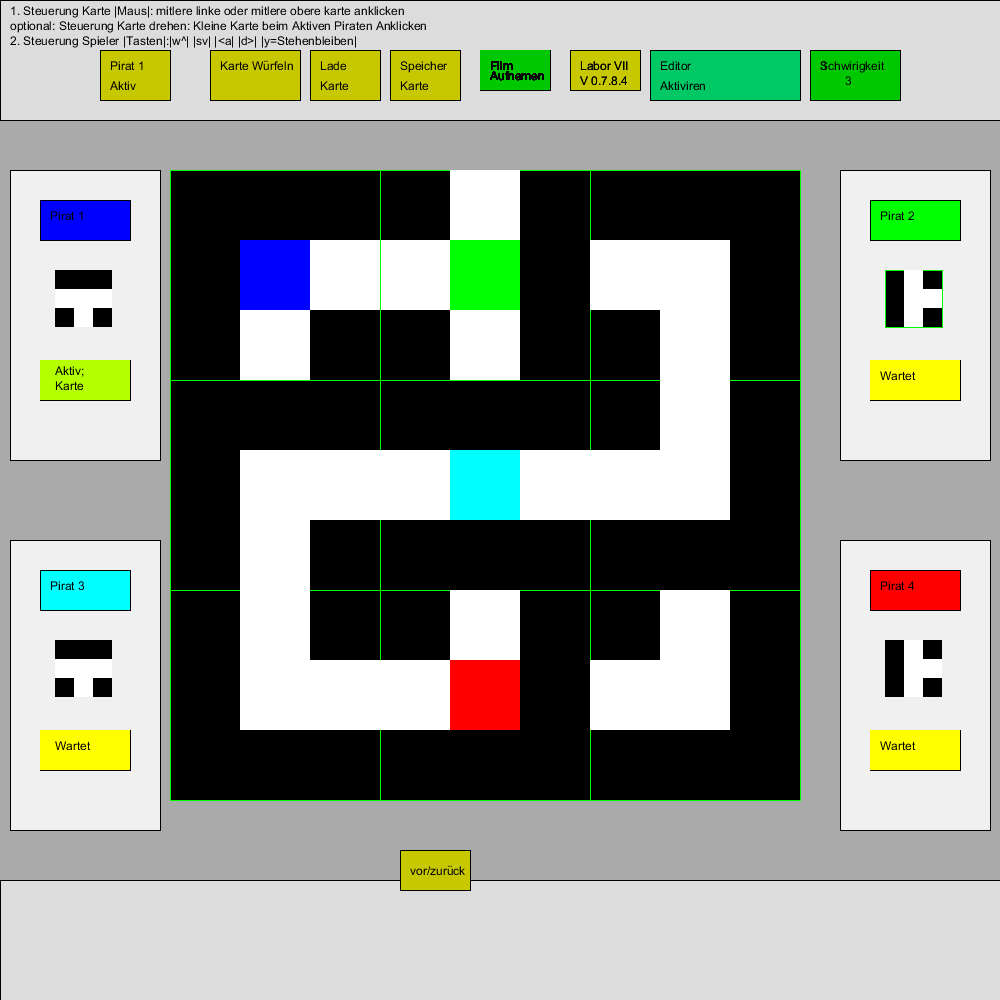 1. Steuerung Karte |Maus|: mitlere linke oder mitlere obere karte anklicken
optional: Steuerung Karte drehen: Kleine Karte beim Aktiven Piraten Anklicken
2. Steuerung Spieler |Tasten|:|w^| |sv| |<a| |d>| |y=Stehenbleiben|
Pirat 1
Aktiv
Karte Würfeln
Lade
Karte
Speicher
Karte
Film
Aufnemen
Labor VII
V 0.7.8.4
Editor
Aktiviren
Schwirigkeit
3
Pirat 1
Aktiv;
Karte
Pirat 2
Wartet
Pirat 3
Wartet
Pirat 4
Wartet
vor/zurück